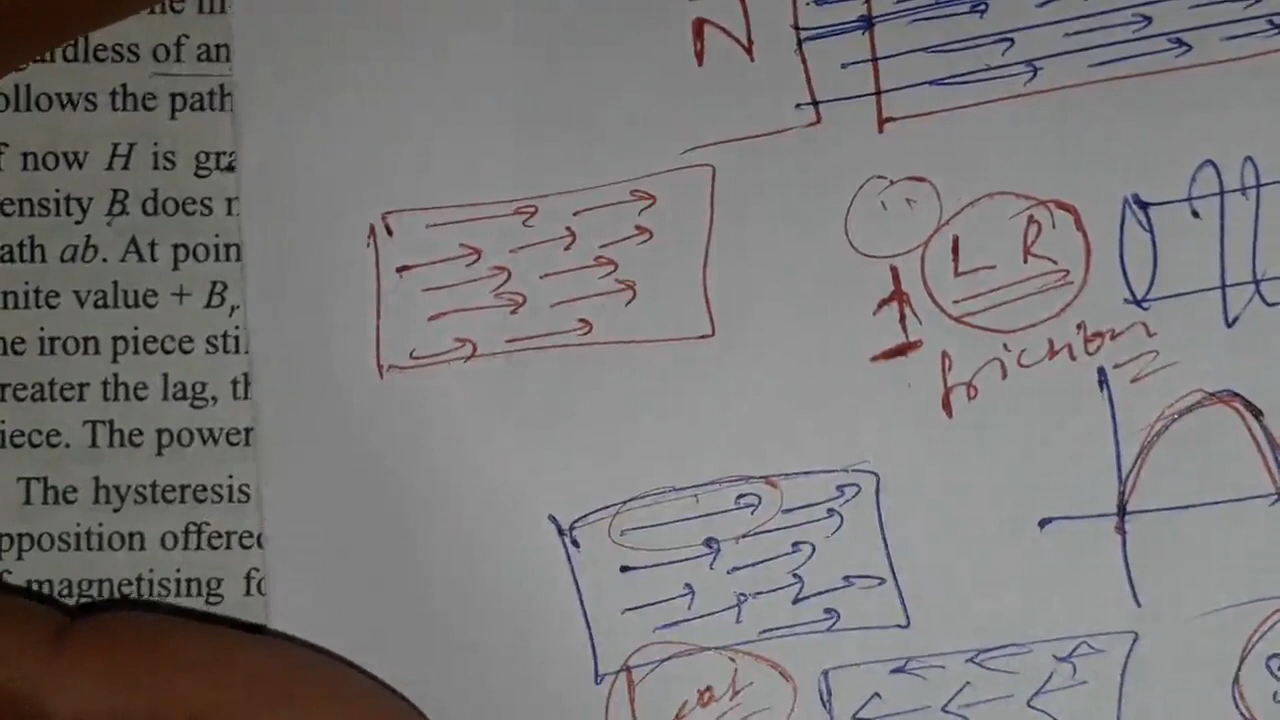 of an
ollows the path
f now H is gra
ensity B does n
ath ab. At poin
nite value + Br
he iron piece sti
reater the lag, th
iece. The power
The hysteresis
pposition offered
f magnetising fo
N
L R
friction